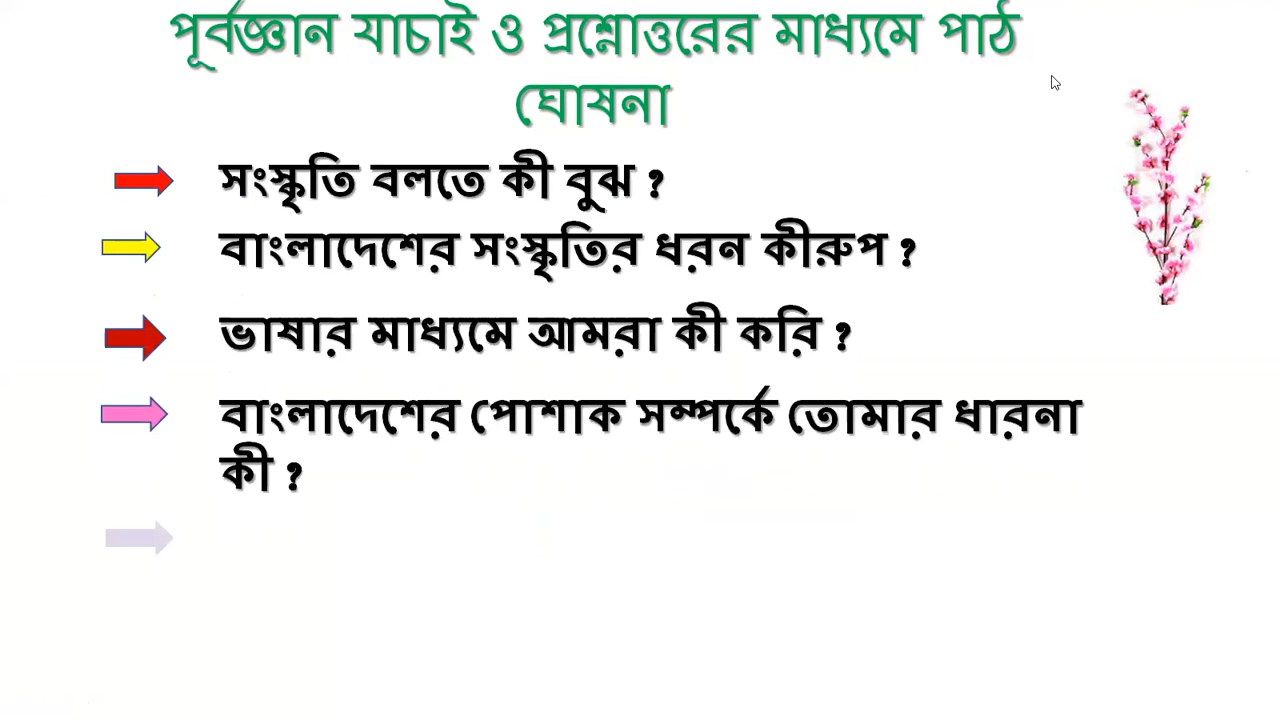 পূর্বজ্ঞান যাচাই ও প্রশ্নোত্তরের মাধ্যমে পাঠ
ঘোষনা
সংস্কৃতি বলতে কী বুঝ ?
বাংলাদেশের সংস্কৃতির ধরন কীরুপ ?
ভাষার মাধ্যমে আমরা কী করি ?
বাংলাদেশের পোশাক সম্পর্কে তোমার ধারনা
কী ?